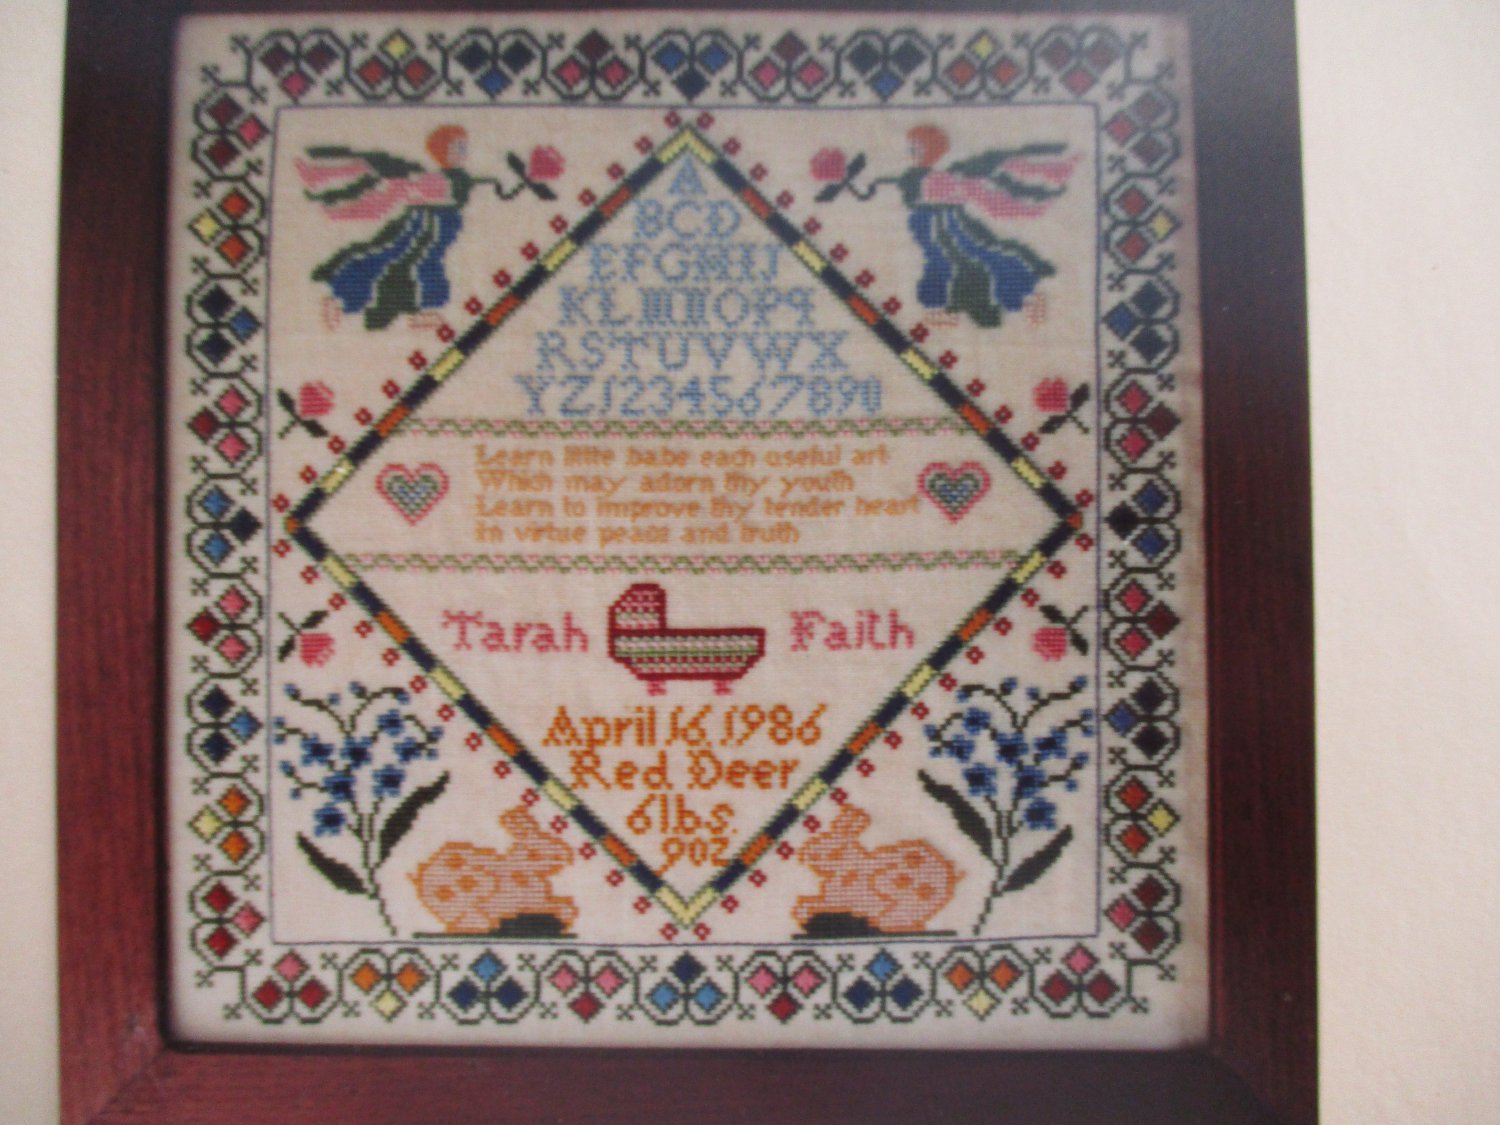 A
BCD
EFGHIJ
KLMNOPQ
RSTUVWX
YZ1234567890
Learn little babe each useful art
Which may adorn thy youth
Learn to improve thy tender heart
In virtue peace and truth
Tarah Faith
April 16, 1986
Red Deer
6lbs.
9oz